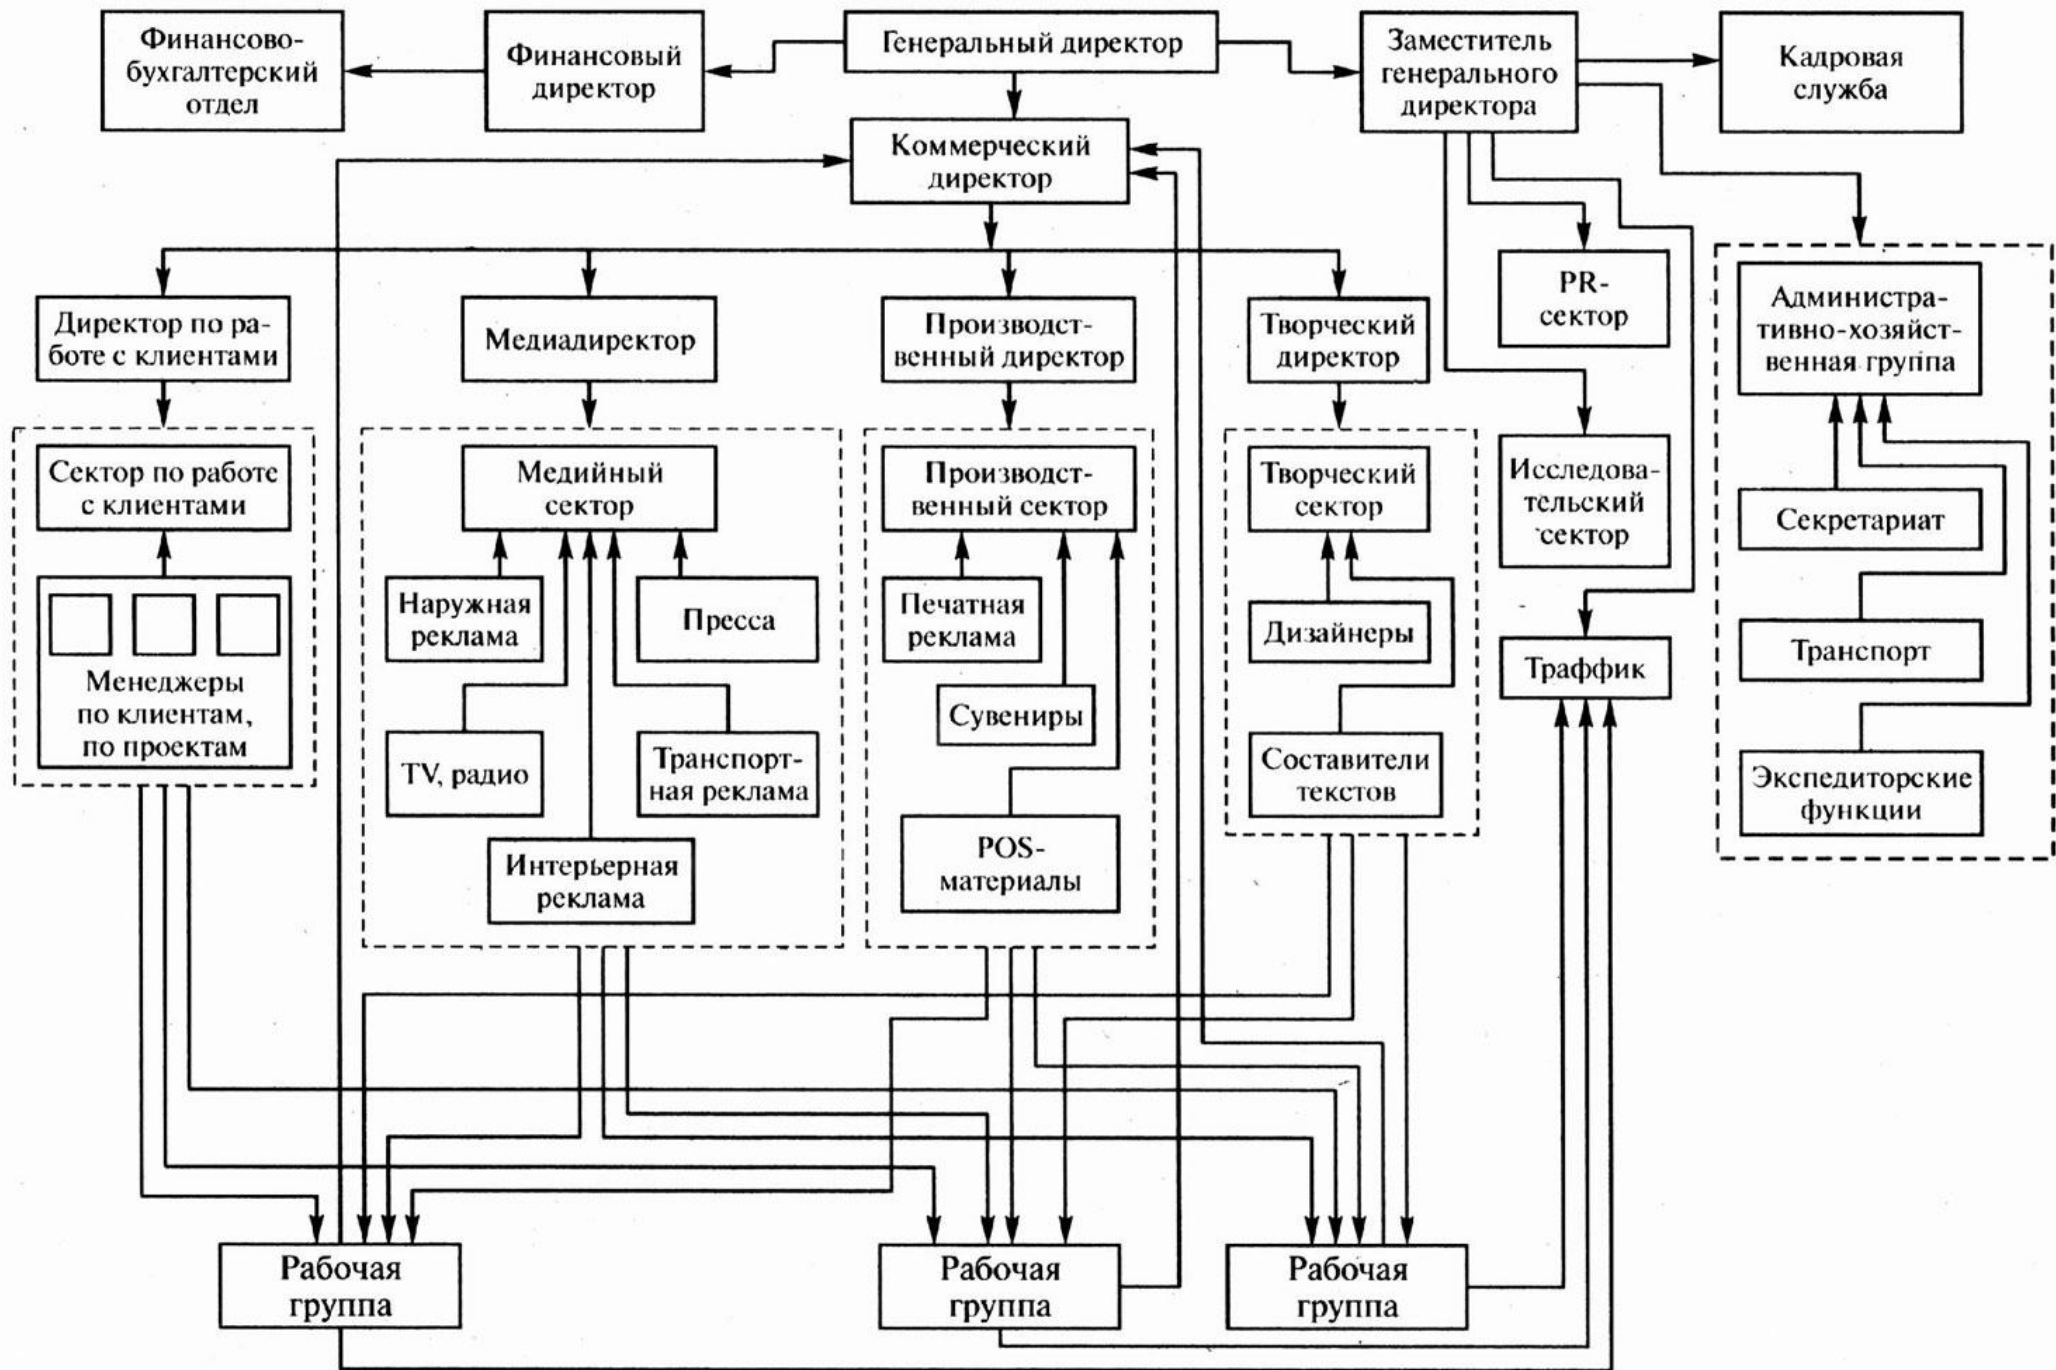 Финансово-
бухгалтерский
отдел
Финансовый
директор
Генеральный директор
Заместитель
генерального
директора
Кадровая
служба
Коммерческий
директор
Директор по ра-
боте с клиентами
Медиадиректор
Производст-
венный директор
Творческий
директор
PR-
сектор
Администра-
тивно-хозяйст-
венная группа
Сектор по работе
с клиентами
Медийный
сектор
Производст-
венный сектор
Творческий
сектор
Исследова-
тельский
сектор
Секретариат
Наружная
реклама
Пресса
Печатная
реклама
Дизайнеры
Траффик
Транспорт
Менеджеры
по клиентам,
по проектам
TV, радио
Транспорт-
ная реклама
Сувениры
Составители
текстов
Экспедиторские
функции
Интерьерная
реклама
POS-
материалы
Рабочая
группа
Рабочая
группа
Рабочая
группа